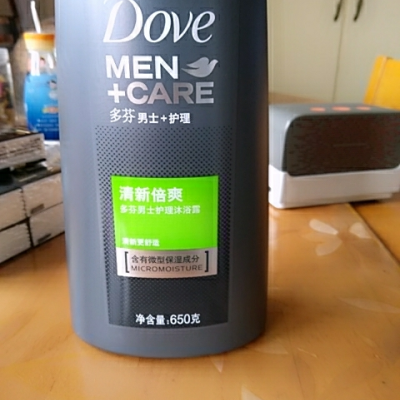 Dove
MEN
+CARE
多芬 男士+护理
清新倍爽
多芬男士护理沐浴露
含有微型保湿成分
MICROMOISTURE
净含量:650克